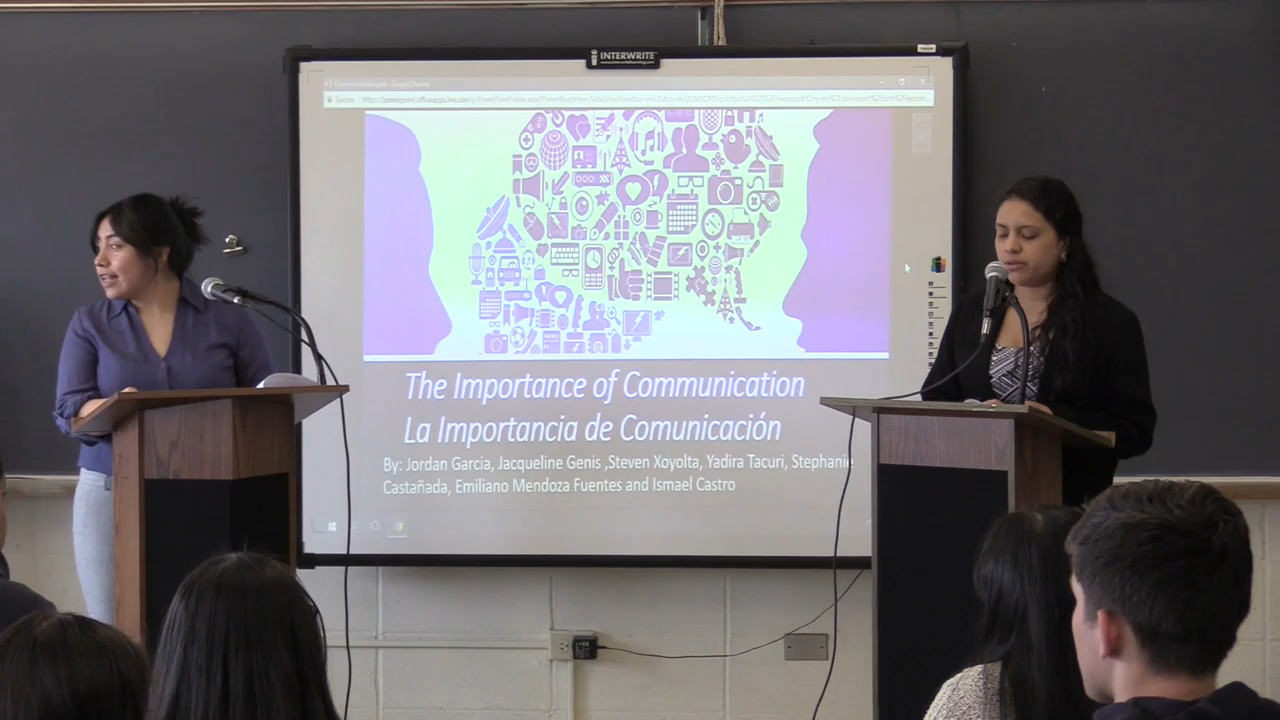 INTERWRITE
Secure
The Importance of Communication
La Importancia de Comunicación
By: Jordan Garcia, Jacqueline Genis ,Steven Xoyolta, Yadira Tacuri, Stephanie
Castañada, Emiliano Mendoza Fuentes and Ismael Castro